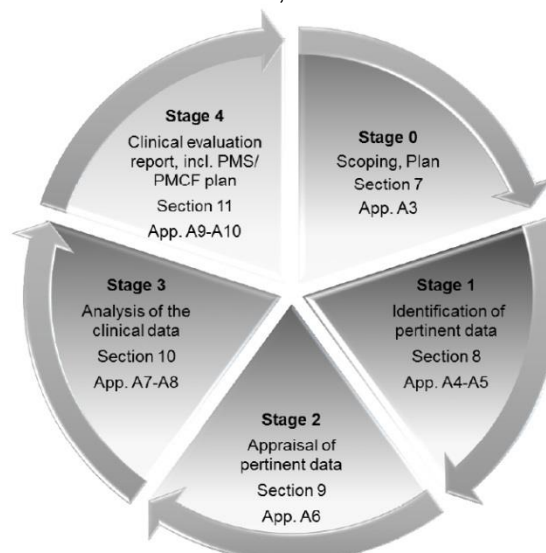 Stage 0
Scoping, Plan
Section 7
App. A3
Stage 1
Identification of
pertinent data
Section 8
App. A4-A5
Stage 2
Appraisal of
pertinent data
Section 9
App. A6
Stage 3
Analysis of the
clinical data
Section 10
App. A7-A8
Stage 4
Clinical evaluation
report, incl. PMS/
PMCF plan
Section 11
App. A9-A10